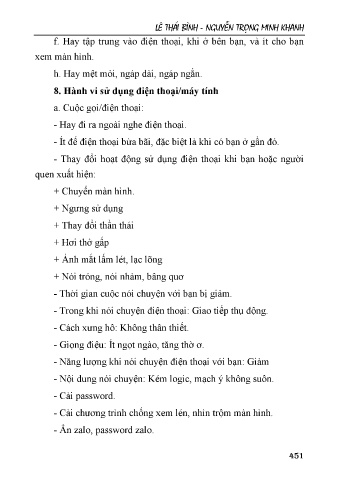 LÊ THÁI BÌNH - NGUYỄN TRỌNG MINH KHANH
f. Hay tập trung vào điện thoại, khi ở bên bạn, và ít cho bạn
xem màn hình.
h. Hay mệt mỏi, ngáp dài, ngáp ngắn.
8. Hành vi sử dụng điện thoại/máy tính
a. Cuộc gọi/điện thoại:
- Hay đi ra ngoài nghe điện thoại.
- Ít để điện thoại bừa bãi, đặc biệt là khi có bạn ở gần đó.
- Thay đổi hoạt động sử dụng điện thoại khi bạn hoặc người
quen xuất hiện:
+ Chuyển màn hình.
+ Ngưng sử dụng
+ Thay đổi thần thái
+ Hơi thở gấp
+ Ánh mắt lấm lét, lạc lõng
+ Nói trống, nói nhảm, bâng quơ
- Thời gian cuộc nói chuyện với bạn bị giảm.
- Trong khi nói chuyện điện thoại: Giao tiếp thụ động.
- Cách xưng hô: Không thân thiết.
- Giọng điệu: Ít ngọt ngào, tăng thờ ơ.
- Năng lượng khi nói chuyện điện thoại với bạn: Giảm
- Nội dung nói chuyện: Kém logic, mạch ý không suôn.
- Cài password.
- Cài chương trình chống xem lén, nhìn trộm màn hình.
- Ẩn zalo, password zalo.
451